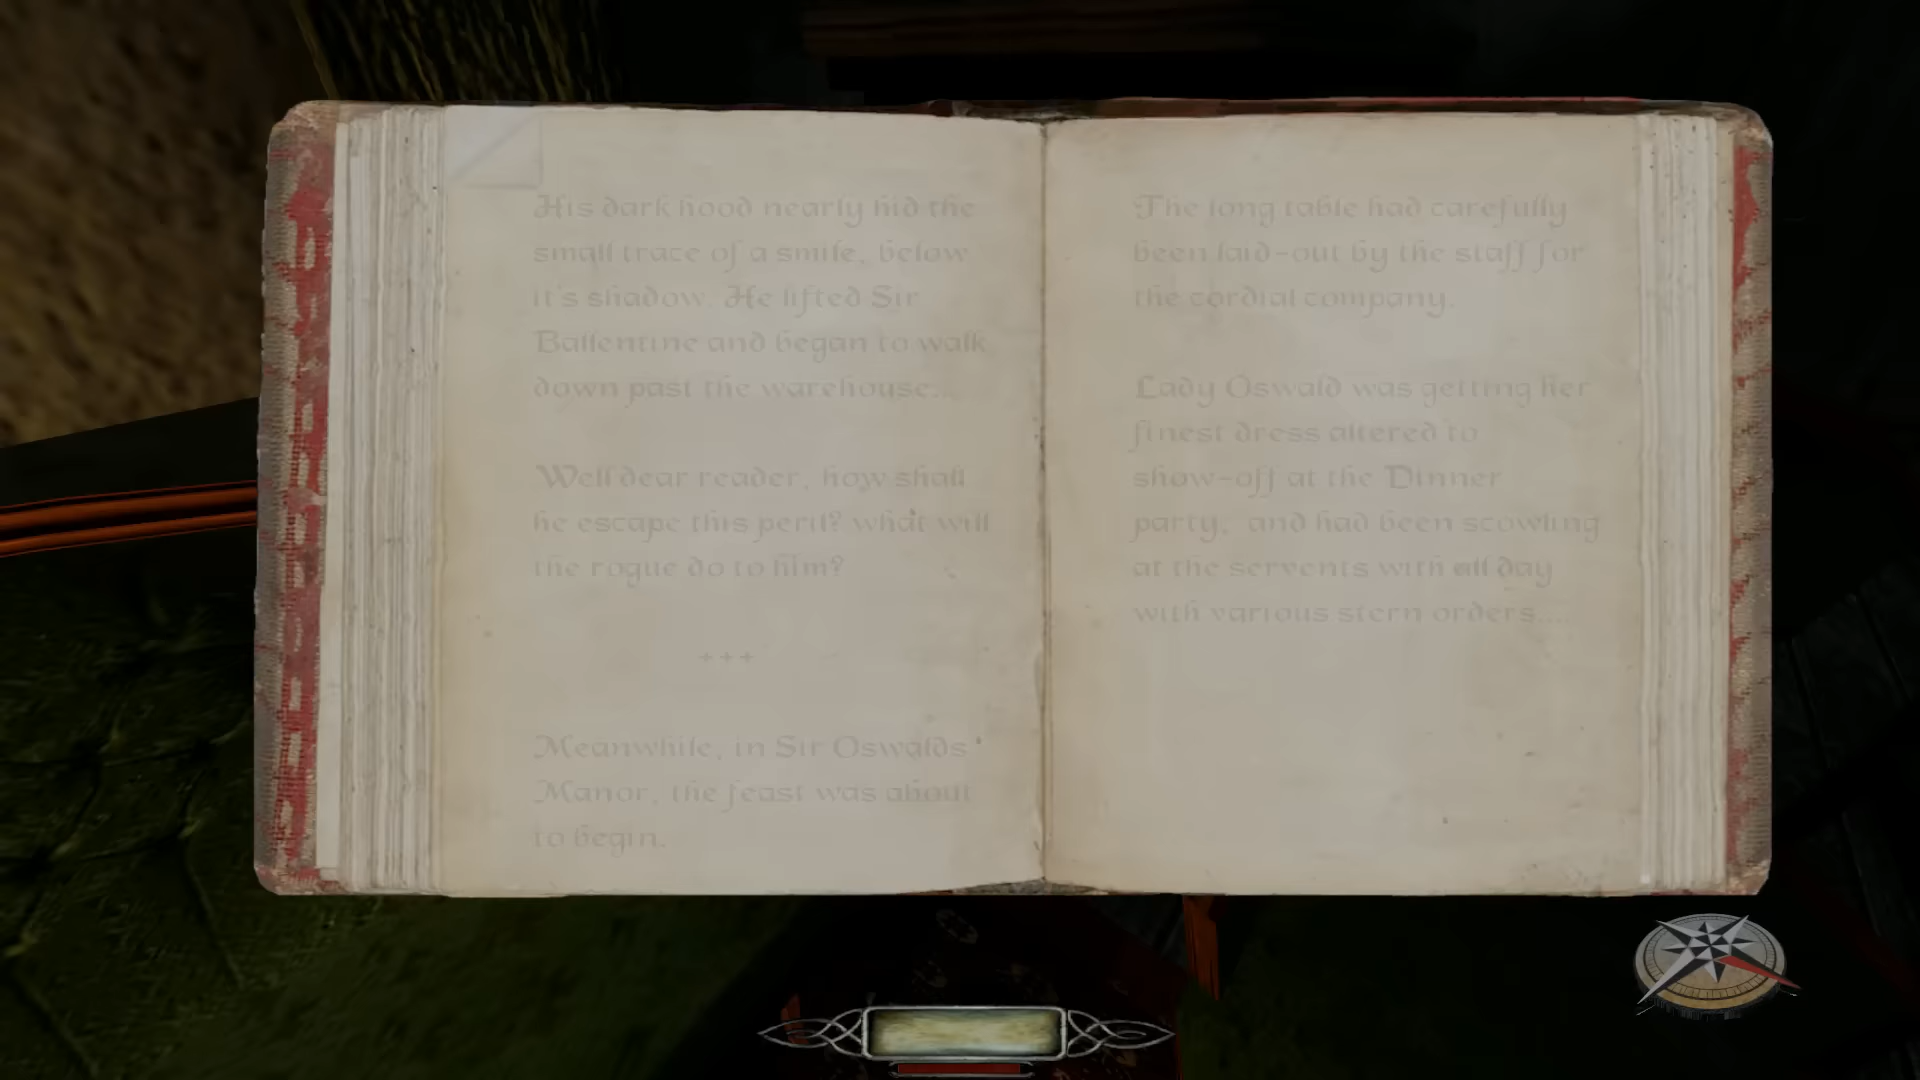 His dark hood nearly hid the
small trace of a smile, below
it's shadow. He lifted Sir
Ballentine and began to walk
down past the warehouse...
Well dear reader, how shall
he escape this peril? what will
the rogue do to him?
+++
Meanwhile, in Sir Oswalds
Manor, the feast was about
to begin.
The long table had carefully
been laid-out by the staff for
the cordial company.
Lady Oswald was getting her
finest dress altered to
show-off at the Dinner
party, and had been scowling
at the servents with all day
with various stern orders....